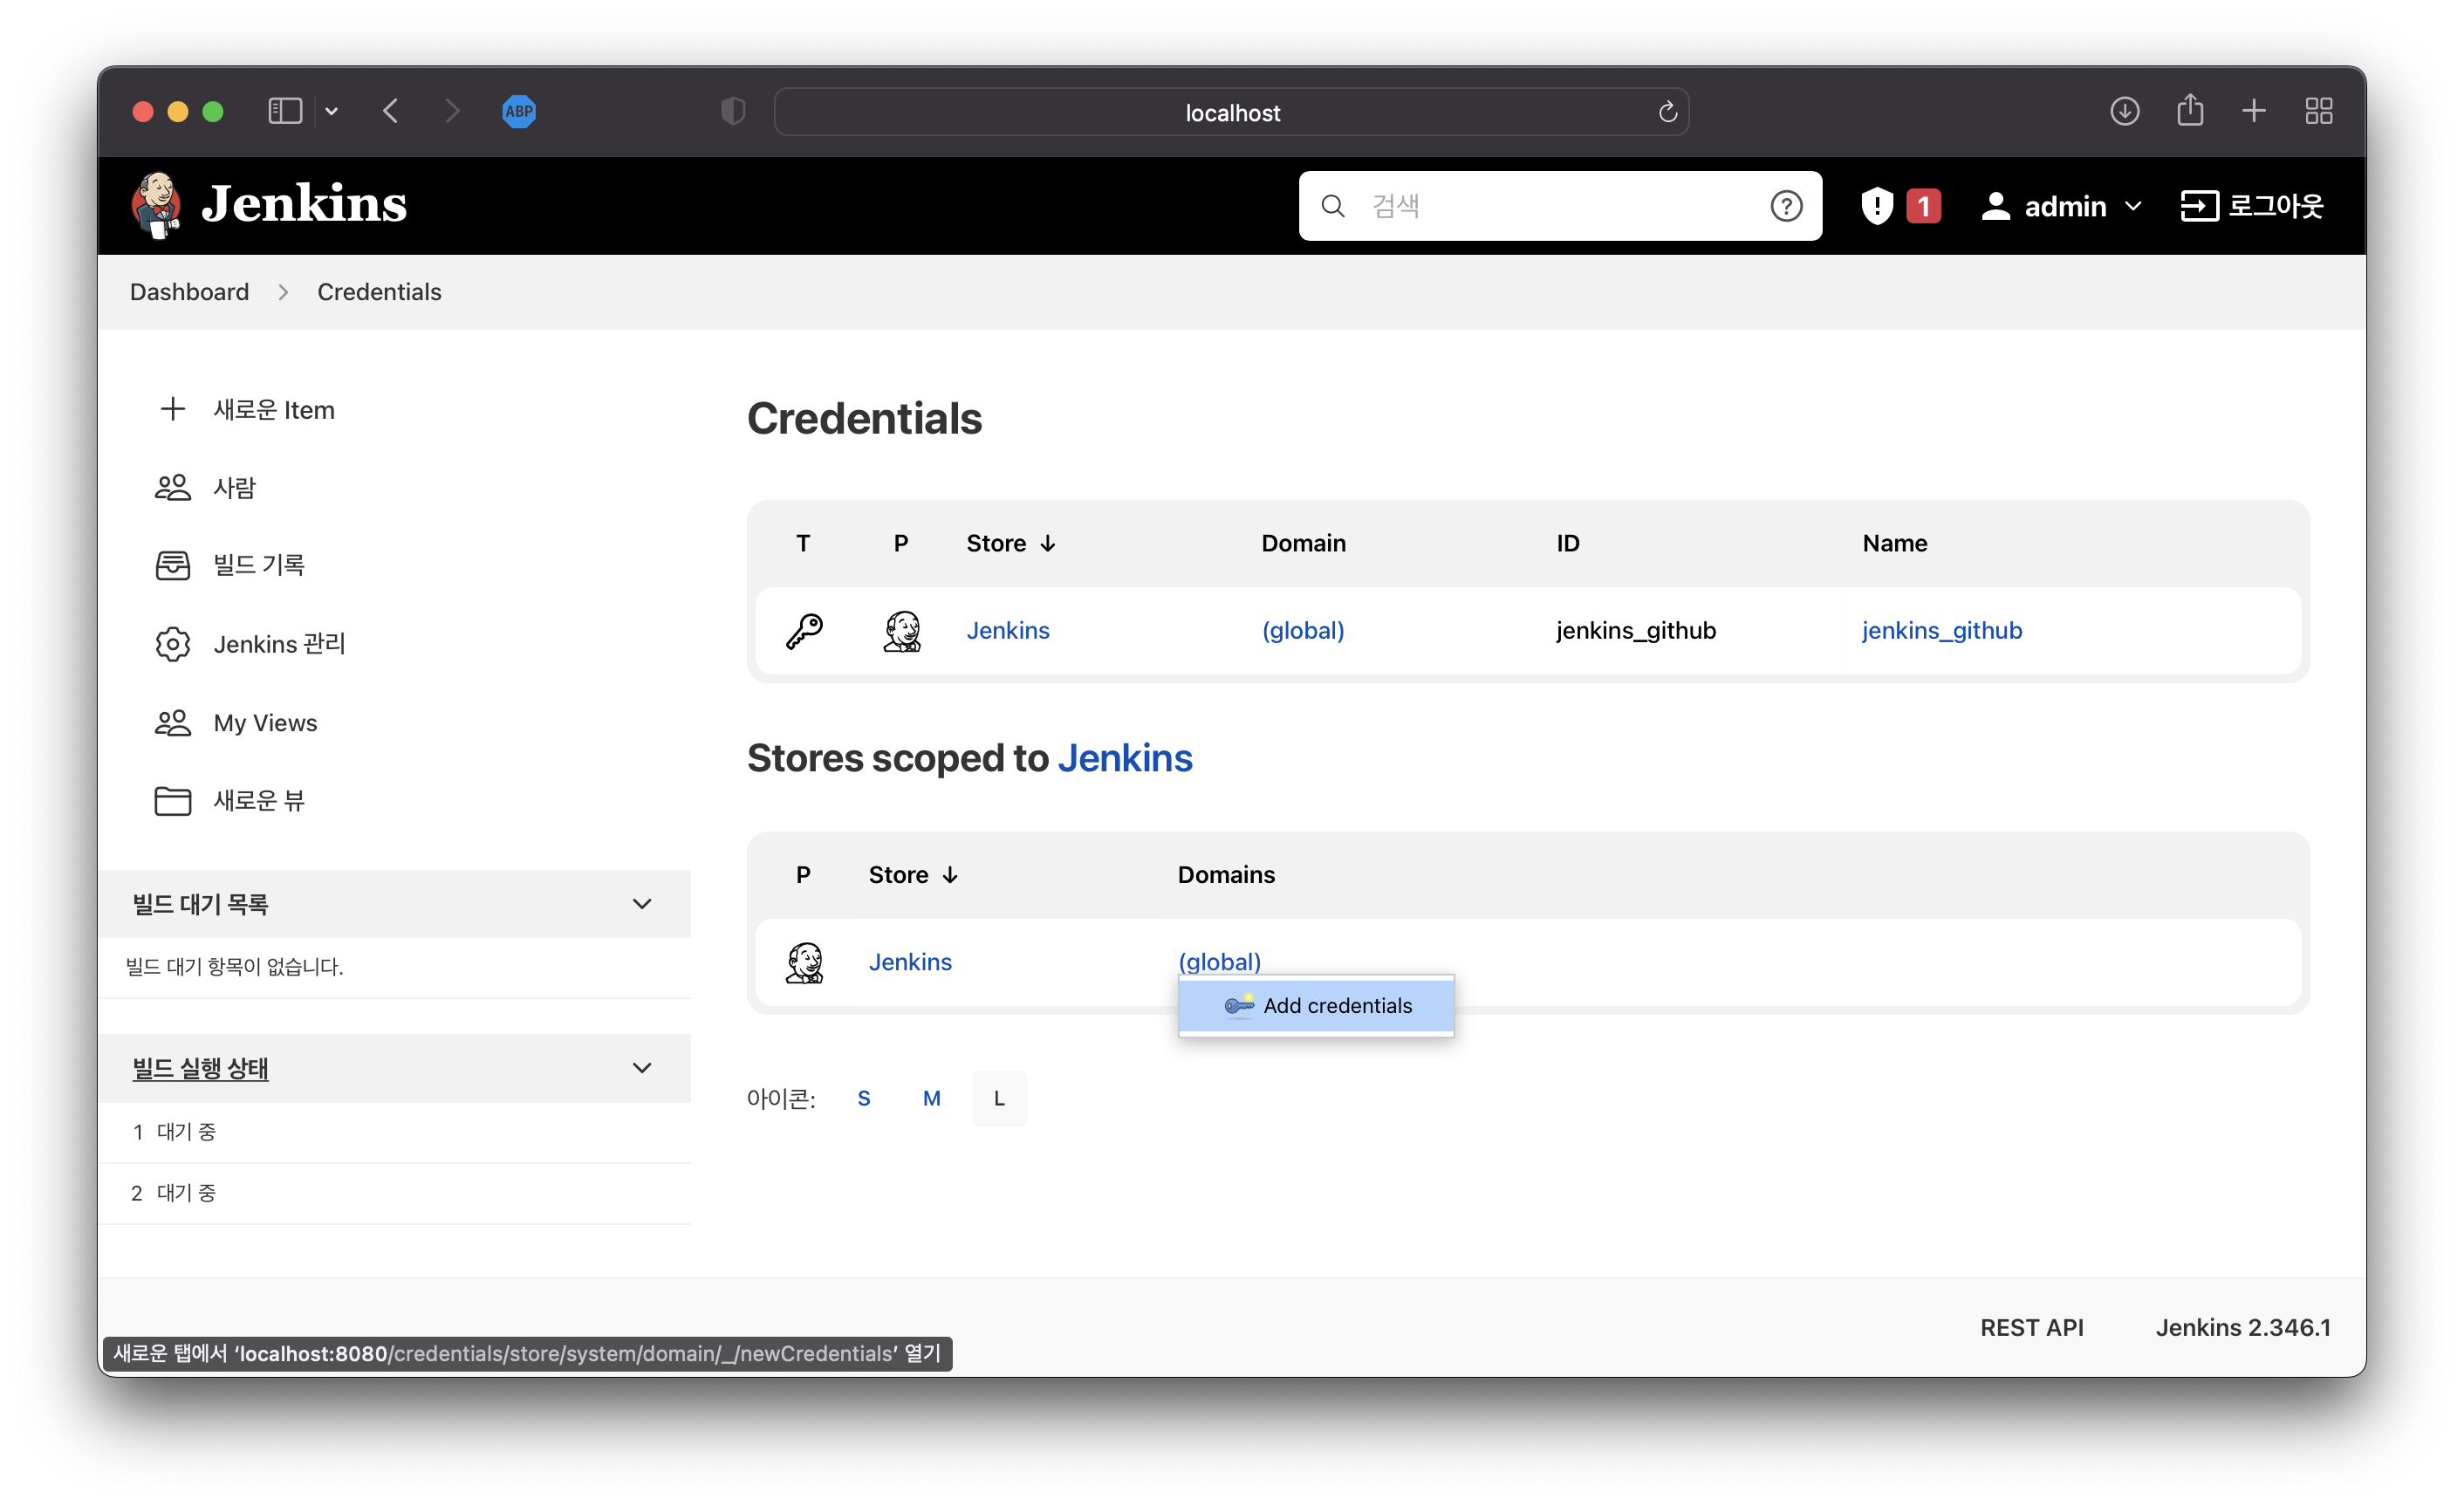 ABP
localhost
Jenkins
검색
1
admin
로그아웃
Dashboard
Credentials
새로운 Item
사람
빌드 기록
Jenkins 관리
My Views
새로운 뷰
빌드 대기 목록
빌드 대기 항목이 없습니다.
빌드 실행 상태
1 대기 중
2 대기 중
Credentials
T P Store ↓ Domain ID Name
Jenkins (global) jenkins_github jenkins_github
Stores scoped to Jenkins
P Store ↓ Domains
Jenkins (global)
Add credentials
아이콘: S M L
REST API Jenkins 2.346.1
새로운 탭에서 ‘localhost:8080/credentials/store/system/domain/_/newCredentials’ 열기